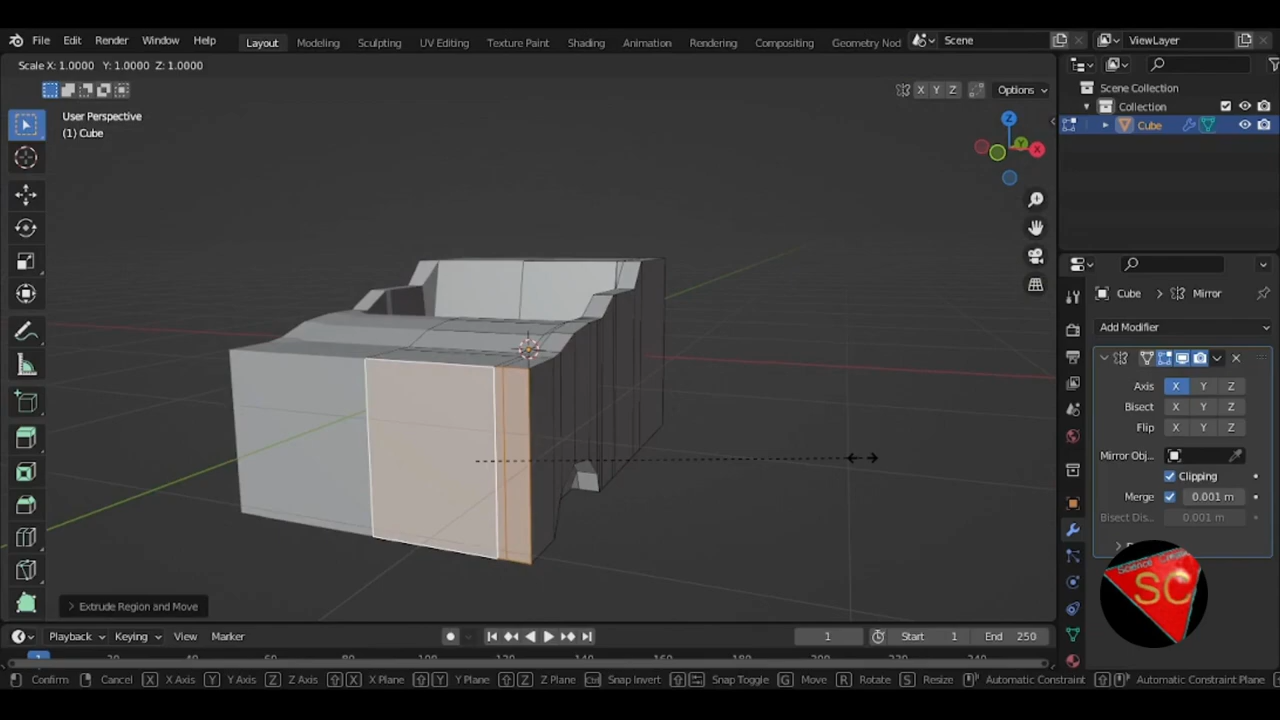 File Edit Render Window Help Layout Modeling Sculpting UV Editing Texture Paint Shading Animation Rendering Compositing Geometry Nod Scene ViewLayer
Scale X: 1.0000 Y: 1.0000 Z: 1.0000
X Y Z Options
User Perspective
(1) Cube
Z
Y
X
Scene Collection
Collection
Cube
Cube > Mirror
Add Modifier
Axis X Y Z
Bisect X Y Z
Flip X Y Z
Mirror Obj...
Clipping
Merge 0.001 m
Bisect Dis... 0.001 m
SC
Extrude Region and Move
Playback Keying View Marker 1 Start 1 End 250
1
Confirm Cancel X X Axis Y Y Axis Z Z Axis X X Plane Y Y Plane Z Z Plane Snap Invert Snap Toggle G Move R Rotate S Resize Automatic Constraint Automatic Constraint Plane